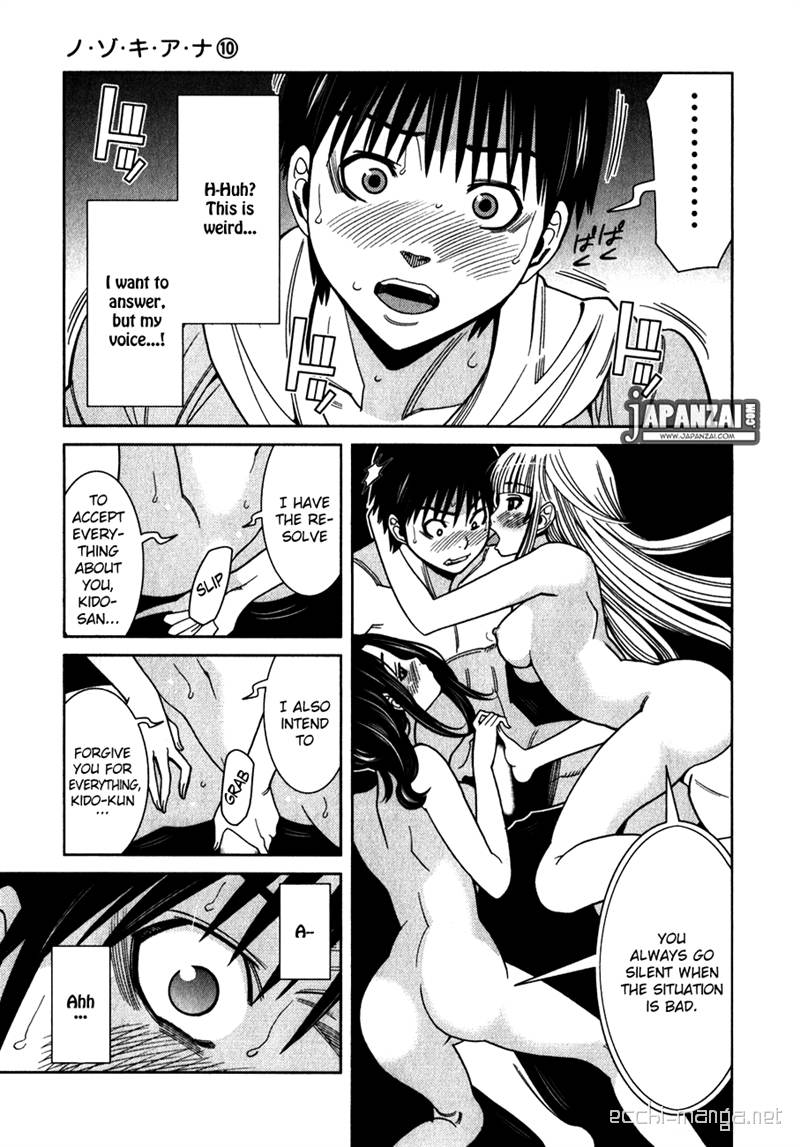 ノ・ゾ・キ・ア・ナ⑩
.........
H-Huh?
This is
weird...
I want to
answer,
but my
voice...!
ドッ
ドッ
ドッ
ドッ
ぱく
ぱく
JAPANZAI.COM
WWW.JAPANZAI.COM
I HAVE
THE RE-
SOLVE
TO
ACCEPT
EVERY-
THING
ABOUT
YOU,
KIDO-
SAN...
SLIP
I ALSO
INTEND
TO
FORGIVE
YOU FOR
EVERYTHING,
KIDO-KUN
...
GRAB
YOU
ALWAYS GO
SILENT WHEN
THE SITUATION
IS BAD.
A-
Ahh
...
ecchi-manga.net